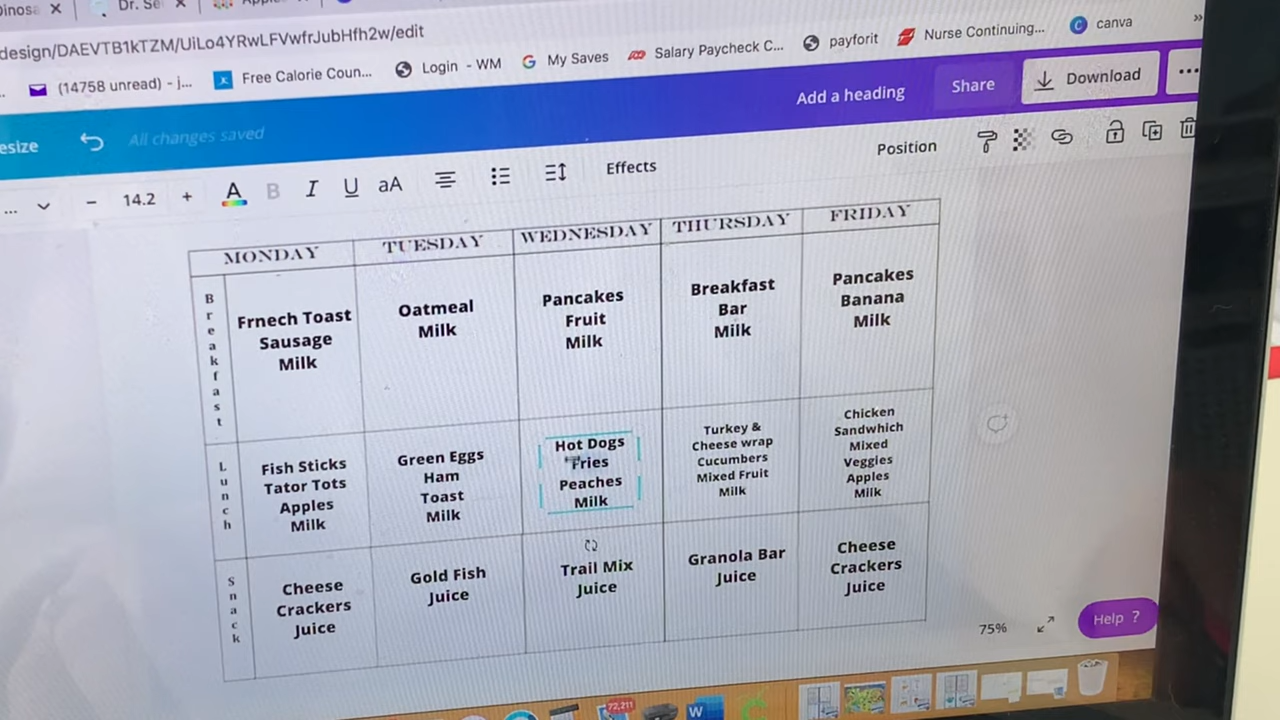 Dr. Se
design/DAEVTB1kTZM/UiLo4YRwLFVwfrJubHfh2w/edit
(14758 unread) - j...
Free Calorie Coun...
Login - WM
My Saves
Salary Paycheck C...
payforit
Nurse Continuing...
canva
esize
All changes saved
Add a heading
Share
Download
14.2
A B I U aA
Effects
Position
MONDAY TUESDAY WEDNESDAY THURSDAY FRIDAY
Breakfast
Frnech Toast
Sausage
Milk
Oatmeal
Milk
Pancakes
Fruit
Milk
Breakfast
Bar
Milk
Pancakes
Banana
Milk
Lunch
Fish Sticks
Tator Tots
Apples
Milk
Green Eggs
Ham
Toast
Milk
Hot Dogs
Fries
Peaches
Milk
Turkey &
Cheese wrap
Cucumbers
Mixed Fruit
Milk
Chicken
Sandwhich
Mixed
Veggies
Apples
Milk
Snack
Cheese
Crackers
Juice
Gold Fish
Juice
Trail Mix
Juice
Granola Bar
Juice
Cheese
Crackers
Juice
75%
Help ?
72,211
W